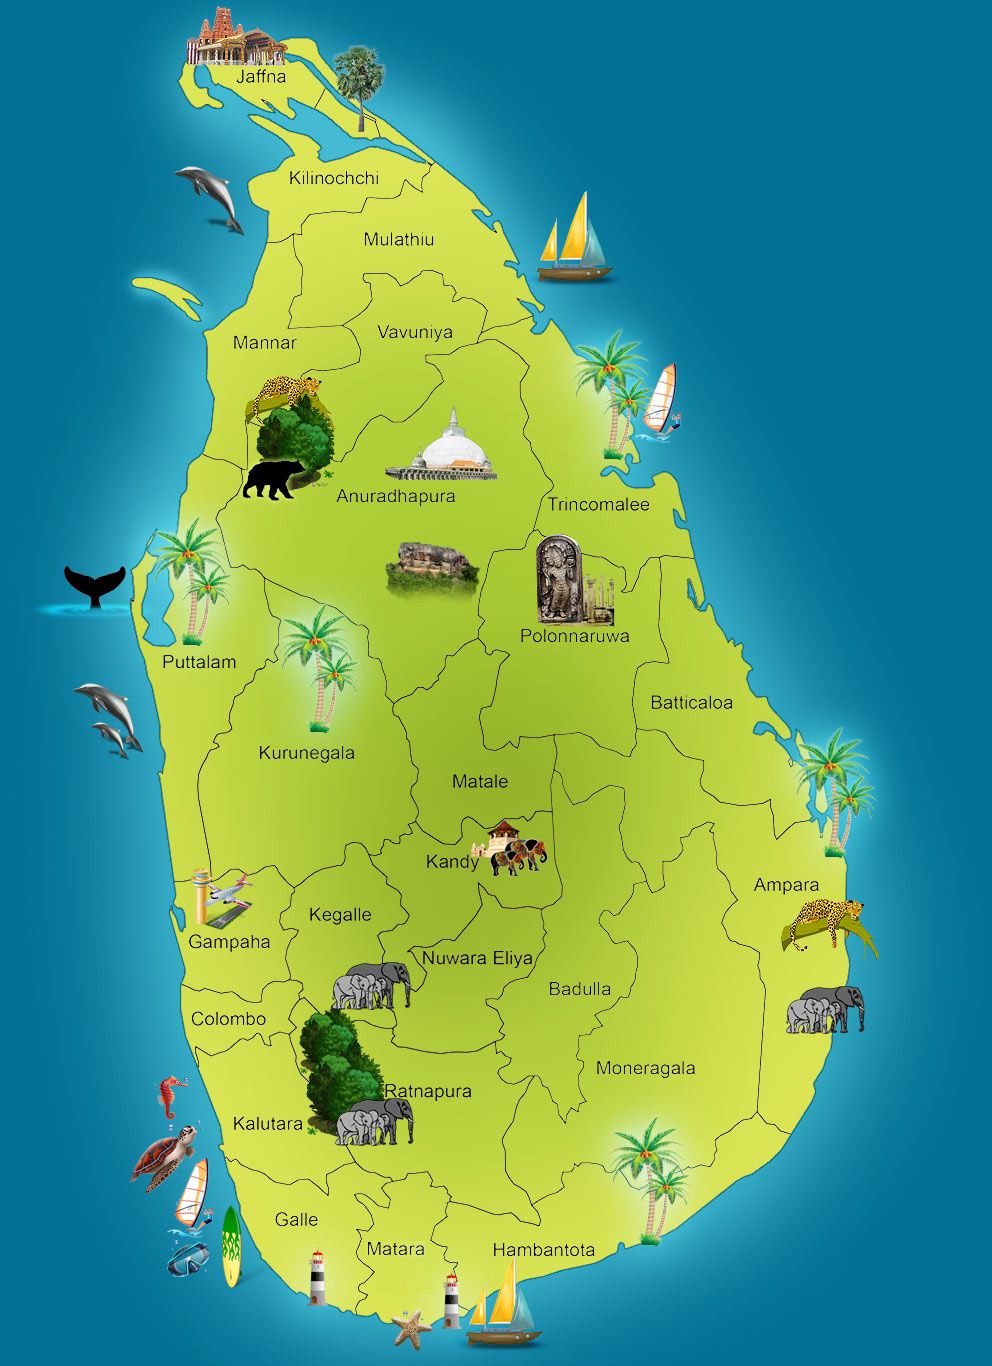 Jaffna
Kilinochchi
Mulathiu
Vavuniya
Mannar
Anuradhapura
Trincomalee
Polonnaruwa
Puttalam
Batticaloa
Kurunegala
Matale
Kandy
Ampara
Kegalle
Gampaha
Nuwara Eliya
Badulla
Colombo
Moneragala
Ratnapura
Kalutara
Galle
Matara
Hambantota